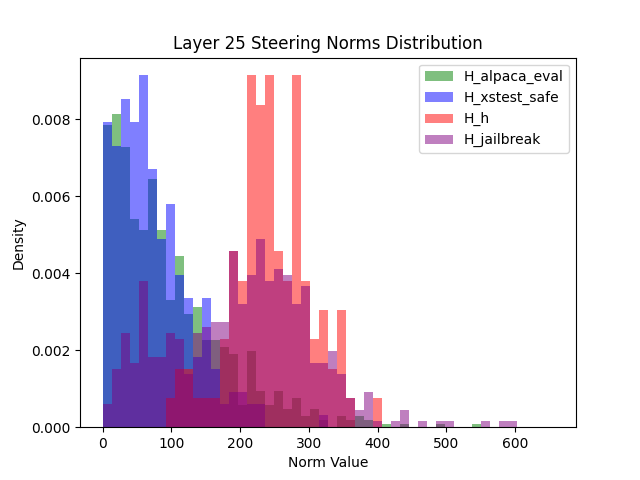 Layer 25 Steering Norms Distribution
H_alpaca_eval
H_xstest_safe
H_h
H_jailbreak
Density
0.008
0.006
0.004
0.002
0.000
0 100 200 300 400 500 600
Norm Value